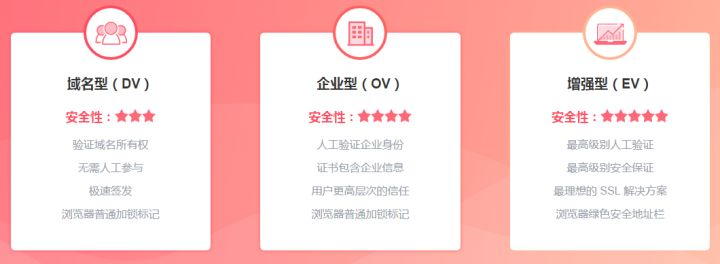 域名型（DV）
安全性：★★★
验证域名所有权
无需人工参与
极速签发
浏览器普通加锁标记
企业型（OV）
安全性：★★★★
人工验证企业身份
证书包含企业信息
用户更高层次的信任
浏览器普通加锁标记
增强型（EV）
安全性：★★★★★
最高级别人工验证
最高级别安全保证
最理想的 SSL 解决方案
浏览器绿色安全地址栏